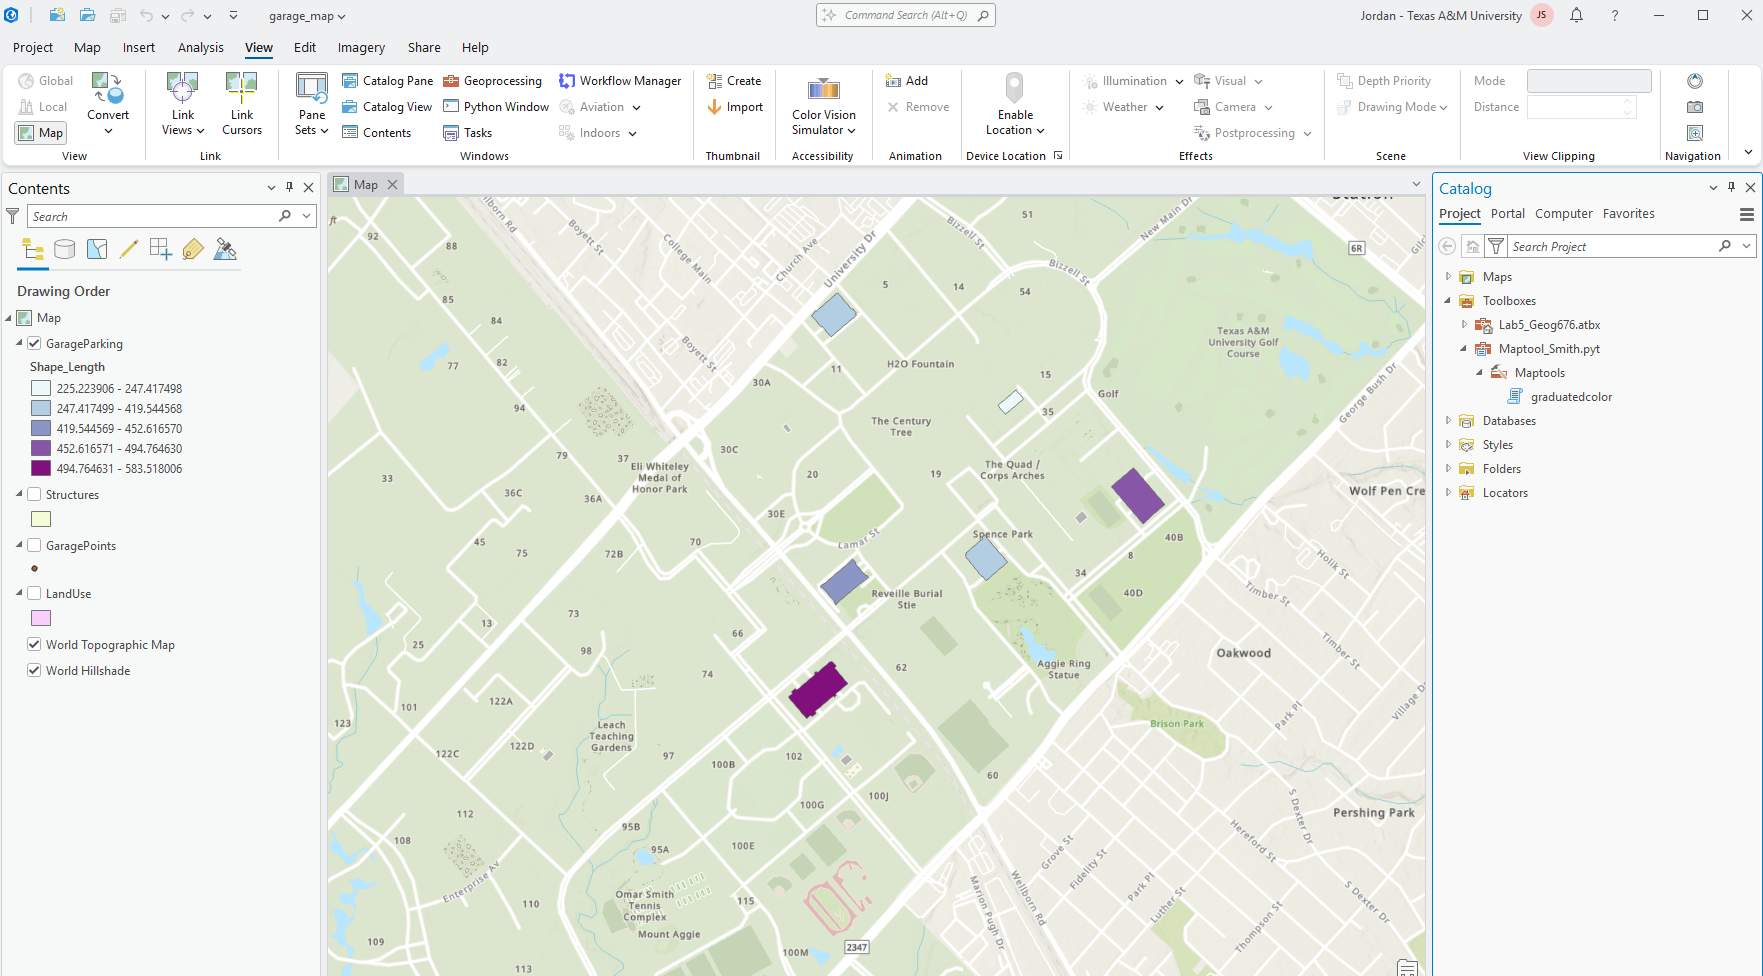 garage_map
Command Search (Alt+Q)
Jordan - Texas A&M University
JS
?
Project
Map
Insert
Analysis
View
Edit
Imagery
Share
Help
Global
Local
Map
Convert
View
Link Views
Link Cursors
Link
Pane Sets
Catalog Pane
Catalog View
Contents
Geoprocessing
Python Window
Tasks
Workflow Manager
Aviation
Indoors
Windows
Create
Import
Thumbnail
Color Vision Simulator
Accessibility
Add
Remove
Animation
Enable Location
Device Location
Illumination
Weather
Visual
Camera
Postprocessing
Effects
Depth Priority
Drawing Mode
Scene
Mode
Distance
View Clipping
Navigation
Contents
Search
Drawing Order
Map
GarageParking
Shape_Length
225.223906 - 247.417498
247.417499 - 419.544568
419.544569 - 452.616570
452.616571 - 494.764630
494.764631 - 583.518006
Structures
GaragePoints
LandUse
World Topographic Map
World Hillshade
Map
ft
92
88
Boyett St
College Main
Church Ave
University Dr
Bizzell St
51
New Main Dr
6R
85
84
82
77
94
5
14
54
Bizzell St
Texas A&M
University Golf
Course
George Bush Dr
Boyett St
H2O Fountain
11
30A
15
35
Golf
The Century
Tree
30C
37
79
33
36C
36A
Eli Whiteley
Medal of
Honor Park
20
19
The Quad /
Corps Arches
Wolf Pen Cre
30E
Lamar St
Spence Park
40B
8
34
40D
Holik St
Timber St
Timber St
45
75
72B
70
Reveille Burial
Stie
73
13
25
98
66
74
62
Aggie Ring
Statue
Oakwood
Village Dr
Park Pl
Brison Park
101
122A
123
122C
122D
Leach
Teaching
Gardens
97
100B
102
60
100G
100J
112
108
95B
95A
100E
Enterprise Av
110
Omar Smith
Tennis
Complex
Mount Aggie
115
109
113
100M
2347
Marion Pugh Dr
Wellborn Rd
Grove St
Fidelity St
Park Pl
Luther St
Hereford St
S Dexter Dr
S Dexter Dr
Thompson St
Pershing Park
Catalog
Project
Portal
Computer
Favorites
Search Project
Maps
Toolboxes
Lab5_Geog676.atbx
Maptool_Smith.pyt
Maptools
graduatedcolor
Databases
Styles
Folders
Locators